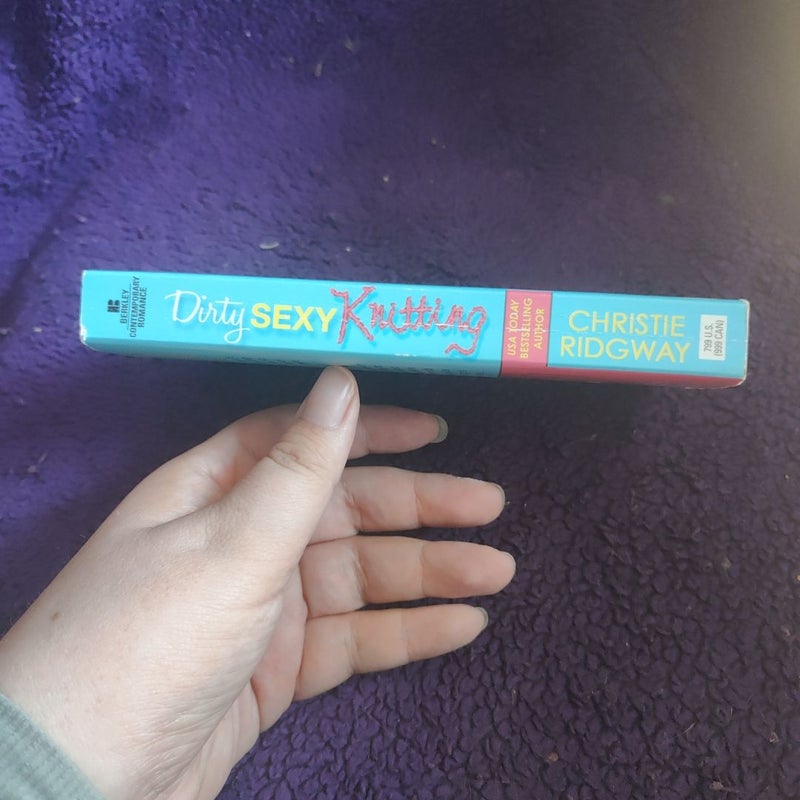 BERKLEY
CONTEMPORARY
ROMANCE
Dirty SEXY Knitting
USA TODAY
BESTSELLING
AUTHOR
CHRISTIE
RIDGWAY
799 U.S.
(999 CAN)